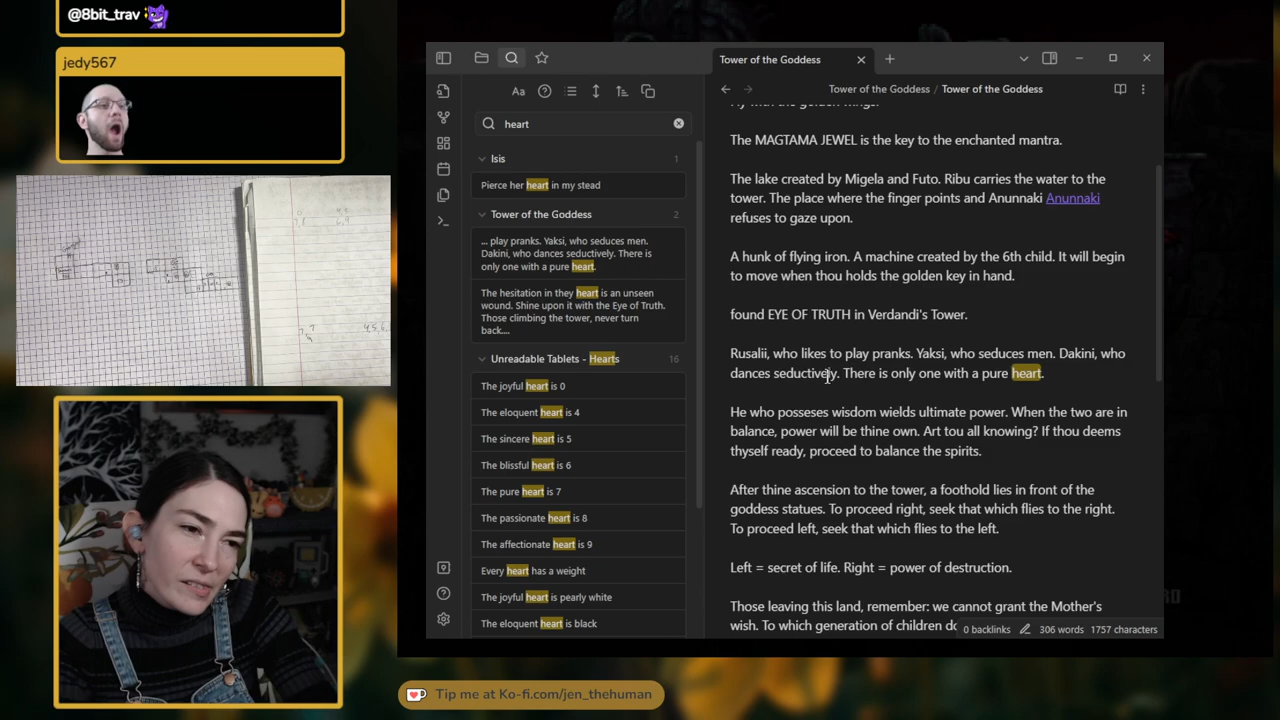 @8bit_trav
jedy567
Tower of the Goddess
Tower of the Goddess / Tower of the Goddess
Aa
heart
Isis 1
Pierce her heart in my stead
Tower of the Goddess 2
... play pranks. Yaksi, who seduces men.
Dakini, who dances seductively. There is
only one with a pure heart.
The hesitation in they heart is an unseen
wound. Shine upon it with the Eye of Truth.
Those climbing the tower, never turn
back....
Unreadable Tablets - Hearts 16
The joyful heart is 0
The eloquent heart is 4
The sincere heart is 5
The blissful heart is 6
The pure heart is 7
The passionate heart is 8
The affectionate heart is 9
Every heart has a weight
The joyful heart is pearly white
The eloquent heart is black
The MAGTAMA JEWEL is the key to the enchanted mantra.
The lake created by Migela and Futo. Ribu carries the water to the
tower. The place where the finger points and Anunnaki Anunnaki
refuses to gaze upon.
A hunk of flying iron. A machine created by the 6th child. It will begin
to move when thou holds the golden key in hand.
found EYE OF TRUTH in Verdandi's Tower.
Rusalii, who likes to play pranks. Yaksi, who seduces men. Dakini, who
dances seductively. There is only one with a pure heart.
He who posseses wisdom wields ultimate power. When the two are in
balance, power will be thine own. Art tou all knowing? If thou deems
thyself ready, proceed to balance the spirits.
After thine ascension to the tower, a foothold lies in front of the
goddess statues. To proceed right, seek that which flies to the right.
To proceed left, seek that which flies to the left.
Left = secret of life. Right = power of destruction.
Those leaving this land, remember: we cannot grant the Mother's
wish. To which generation of children
0 backlinks 306 words 1757 characters
Tip me at Ko-fi.com/jen_thehuman